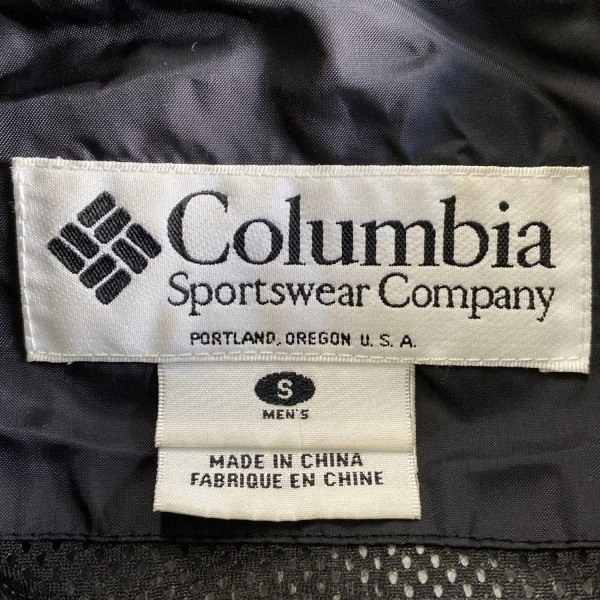 Columbia
Sportswear Company
PORTLAND, OREGON U. S. A.
S
MEN'S
MADE IN CHINA
FABRIQUE EN CHINE